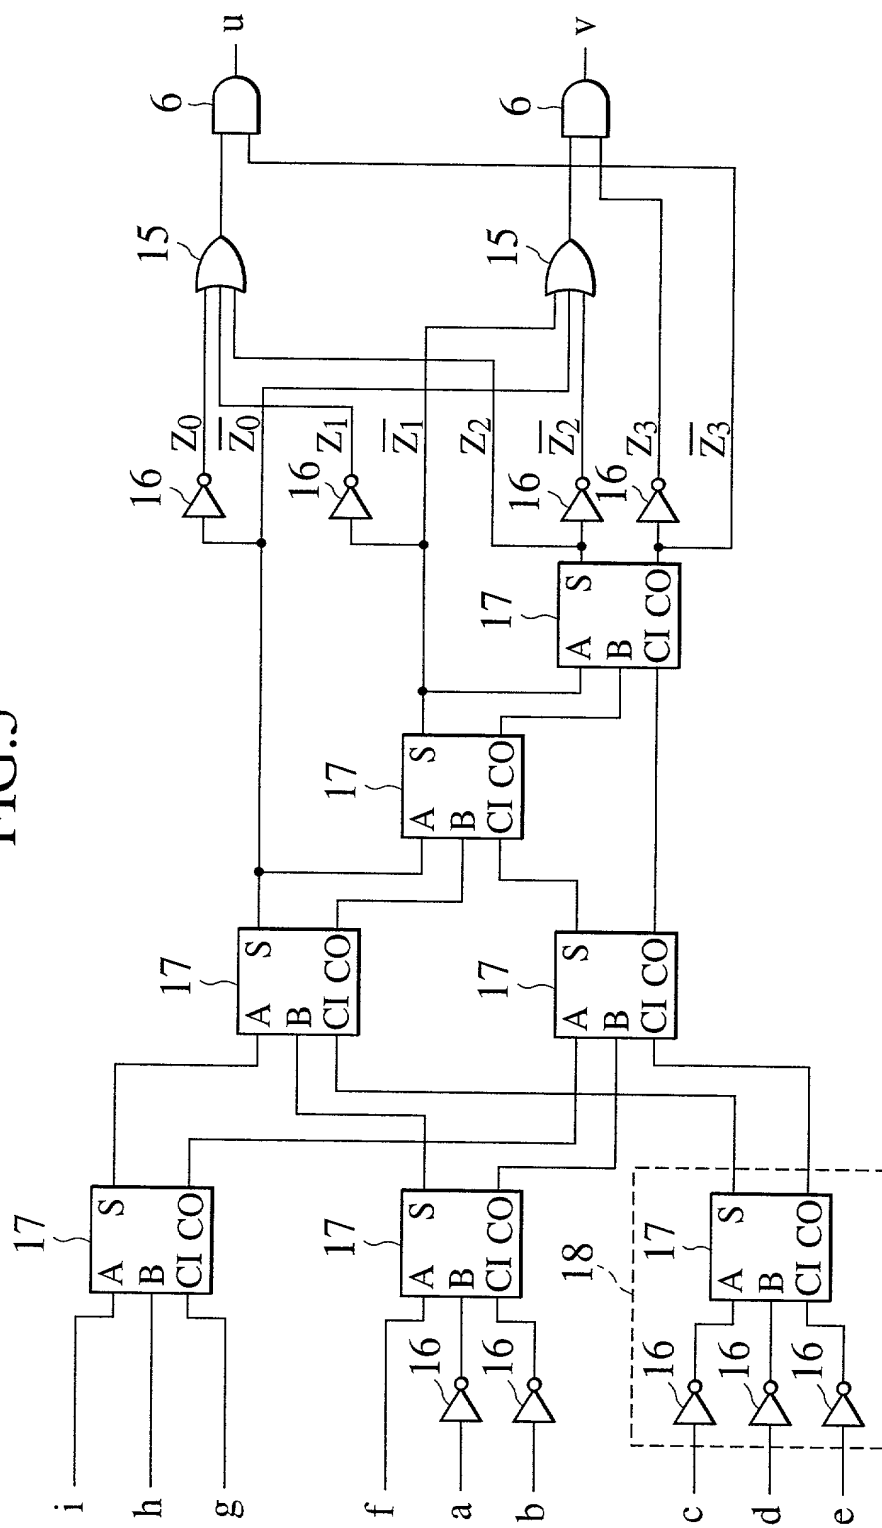 u
v
6
6
15
15
Z0
Z̅0
Z1
Z̅1
Z2
Z̅2
Z3
Z̅3
16
16
16
16
17
S
CO
A
B
CI
FIG.
17
S
CO
A
B
CI
17
S
CO
A
B
CI
17
S
CO
A
B
CI
17
S
CO
A
B
CI
17
S
CO
A
B
CI
18
17
S
CO
A
B
CI
16
16
16
16
16
i
h
g
f
a
b
c
d
e